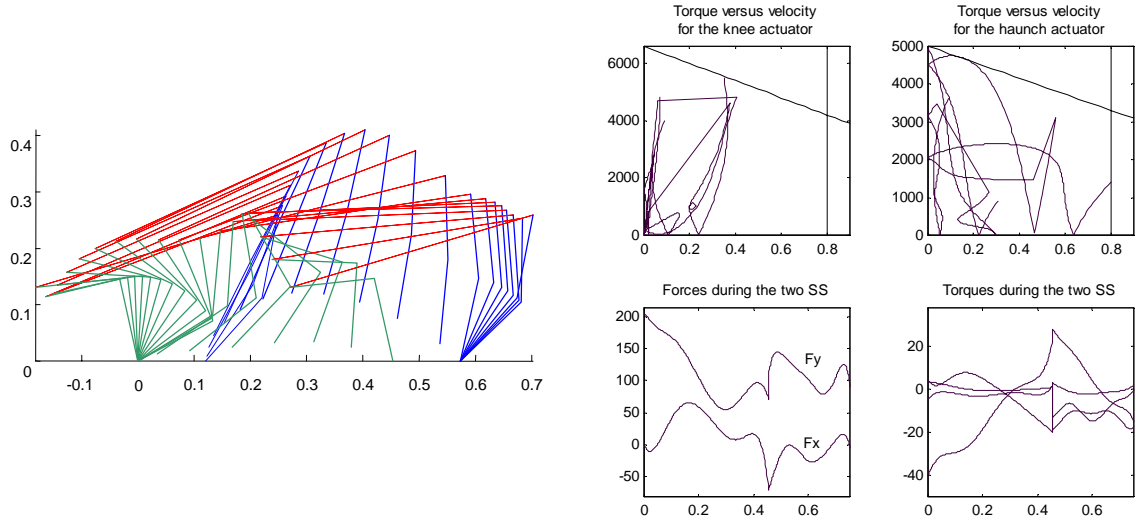 0.4
0.3
0.2
0.1
0
-0.1 0 0.1 0.2 0.3 0.4 0.5 0.6 0.7
Torque versus velocity
for the knee actuator
6000
4000
2000
0
0 0.2 0.4 0.6 0.8
Torque versus velocity
for the haunch actuator
5000
4000
3000
2000
1000
0
0 0.2 0.4 0.6 0.8
Forces during the two SS
200
150
100
50
0
-50
Fy
Fx
0 0.2 0.4 0.6
Torques during the two SS
20
0
-20
-40
0 0.2 0.4 0.6